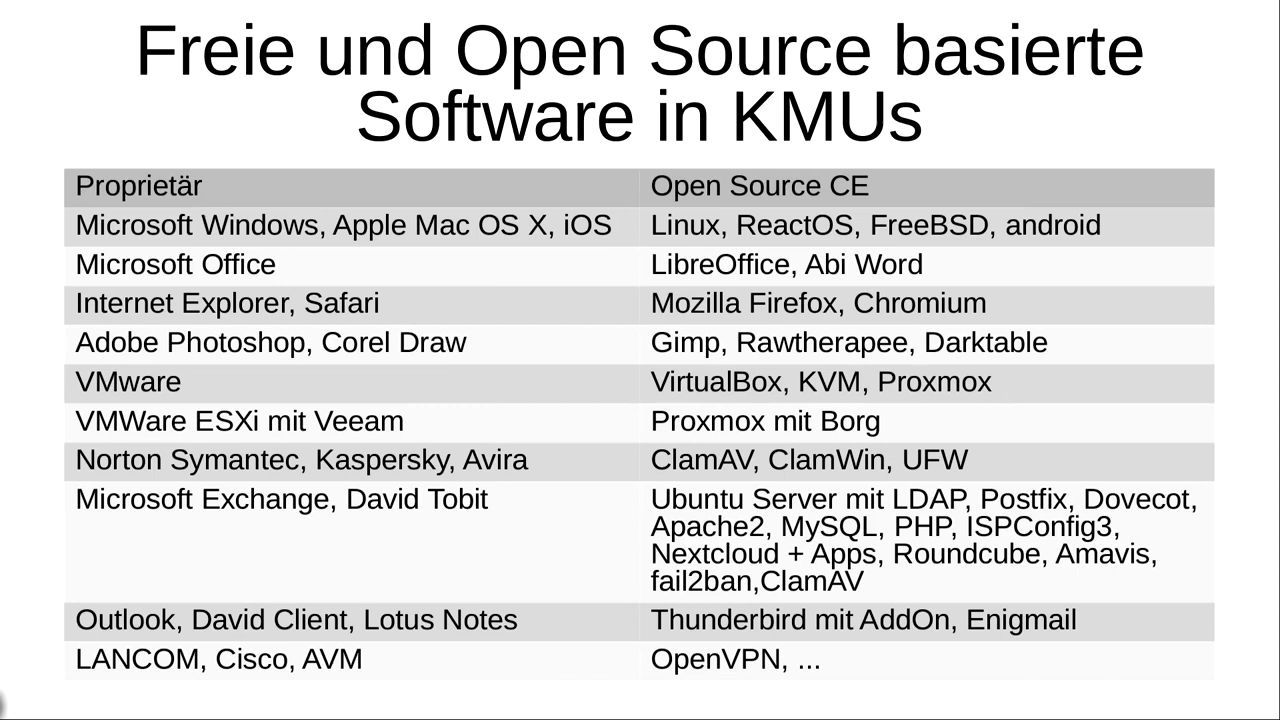 Freie und Open Source basierte
Software in KMUs
Proprietär
Open Source CE
Microsoft Windows, Apple Mac OS X, iOS
Linux, ReactOS, FreeBSD, android
Microsoft Office
LibreOffice, Abi Word
Internet Explorer, Safari
Mozilla Firefox, Chromium
Adobe Photoshop, Corel Draw
Gimp, Rawtherapee, Darktable
VMware
VirtualBox, KVM, Proxmox
VMWare ESXi mit Veeam
Proxmox mit Borg
Norton Symantec, Kaspersky, Avira
ClamAV, ClamWin, UFW
Microsoft Exchange, David Tobit
Ubuntu Server mit LDAP, Postfix, Dovecot,
Apache2, MySQL, PHP, ISPConfig3,
Nextcloud + Apps, Roundcube, Amavis,
fail2ban,ClamAV
Outlook, David Client, Lotus Notes
Thunderbird mit AddOn, Enigmail
LANCOM, Cisco, AVM
OpenVPN, ...